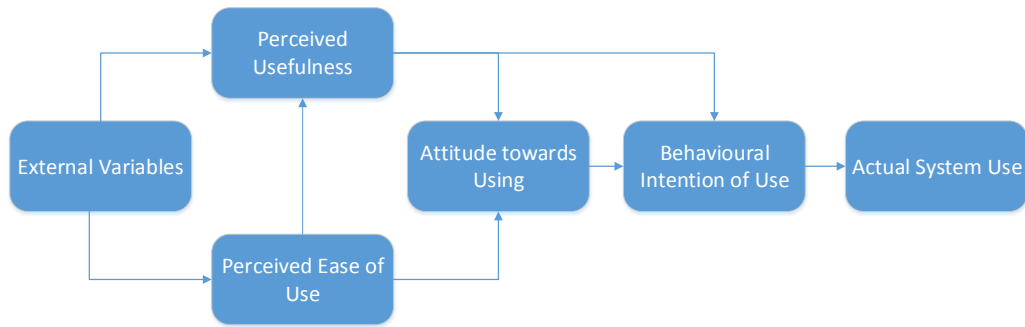 Perceived
Usefulness
External Variables
Attitude towards
Using
Behavioural
Intention of Use
Actual System Use
Perceived Ease of
Use